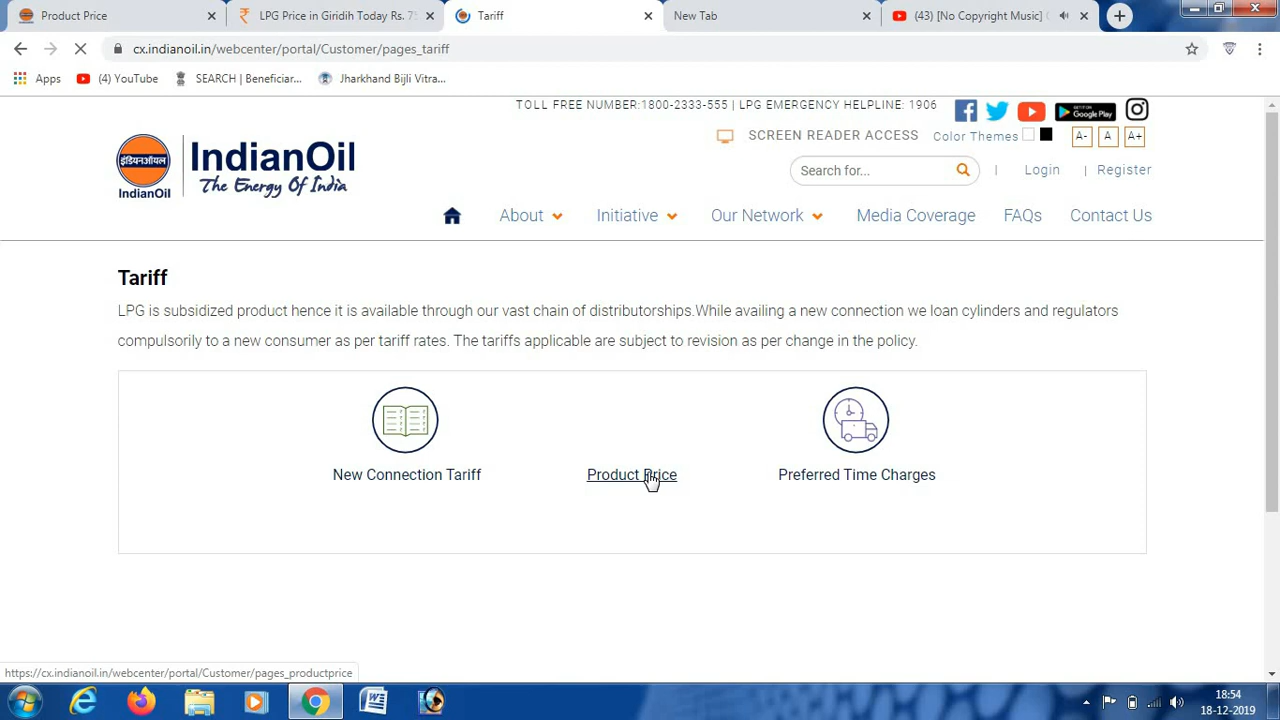 Product Price
LPG Price in Giridih Today Rs. 75
Tariff
New Tab
(43) [No Copyright Music]
cx.indianoil.in/webcenter/portal/Customer/pages_tariff
Apps
(4) YouTube
SEARCH | Beneficiar...
Jharkhand Bijli Vitra...
TOLL FREE NUMBER:1800-2333-555 | LPG EMERGENCY HELPLINE: 1906
GET IT ON Google Play
SCREEN READER ACCESS Color Themes A- A A+
इंडियनऑयल
IndianOil
IndianOil
The Energy Of India
Search for...
| Login | Register
About Initiative Our Network Media Coverage FAQs Contact Us
Tariff
LPG is subsidized product hence it is available through our vast chain of distributorships.While availing a new connection we loan cylinders and regulators
compulsorily to a new consumer as per tariff rates. The tariffs applicable are subject to revision as per change in the policy.
New Connection Tariff
Product Price
Preferred Time Charges
https://cx.indianoil.in/webcenter/portal/Customer/pages_productprice
18:54
18-12-2019